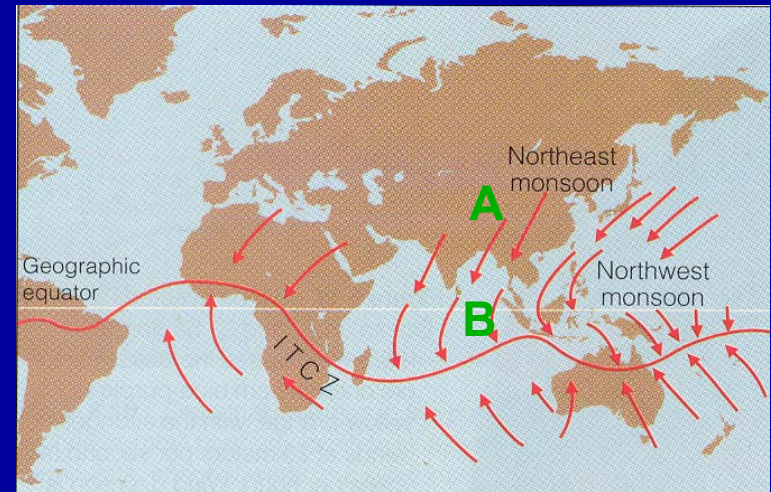 Northeast
monsoon
A
Geographic
equator
Northwest
monsoon
B
ITCZ